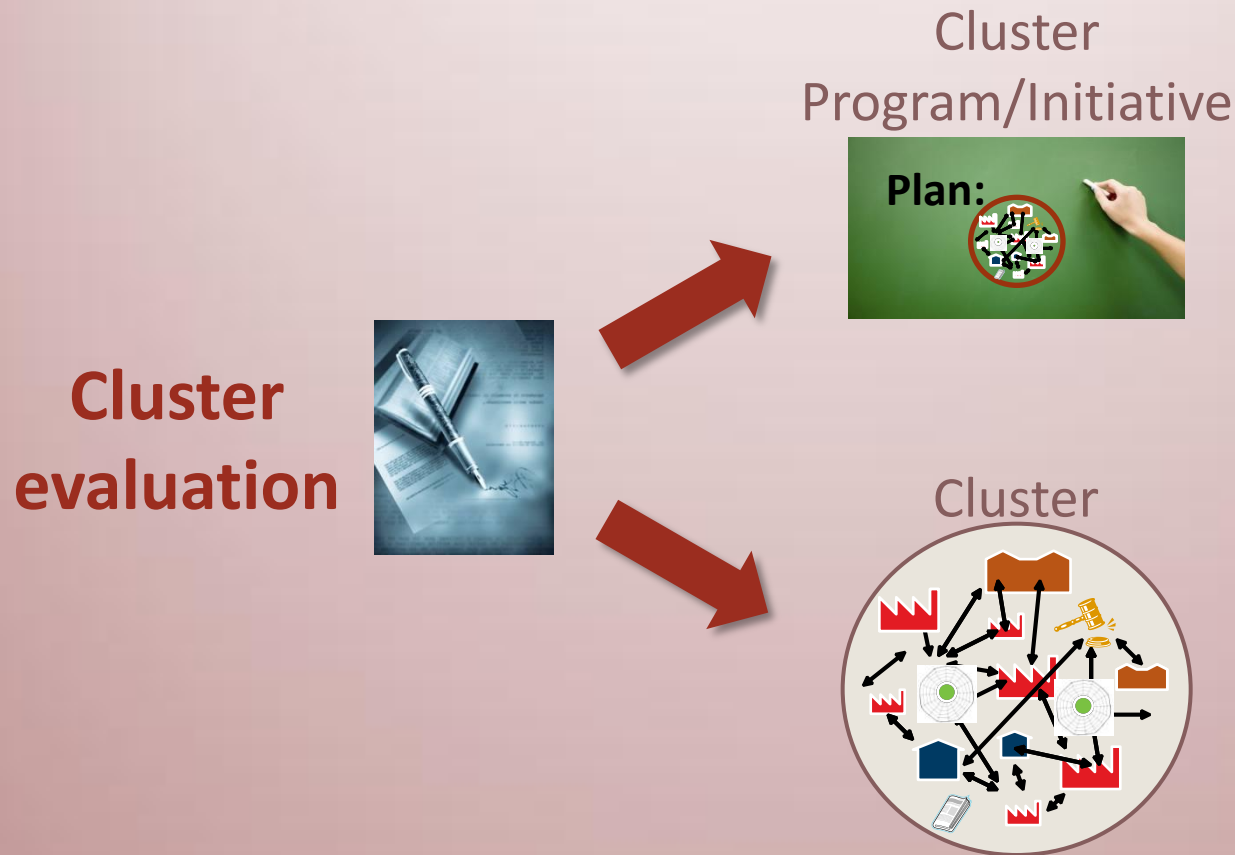 Cluster
Program/Initiative
Plan:
Cluster
evaluation
Cluster